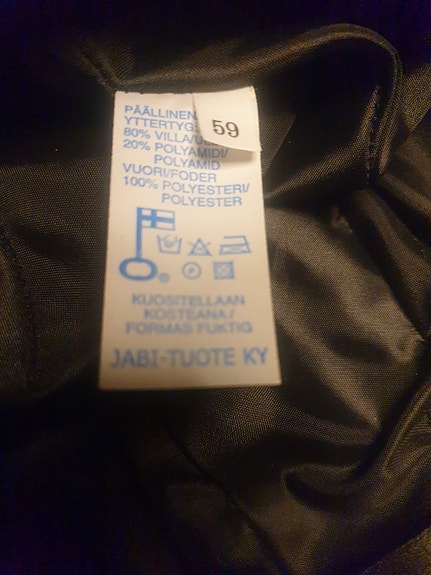 PÄÄLLINEN
59
YTTERTYG
80% VILLA/
20% POLYAMIDI/
POLYAMID
VUORI/FODER
100% POLYESTERI/
POLYESTER
®
KUOSITELLAAN
KOSTEANA/
FORMAS FUKTIG
JABI-TUOTE KY